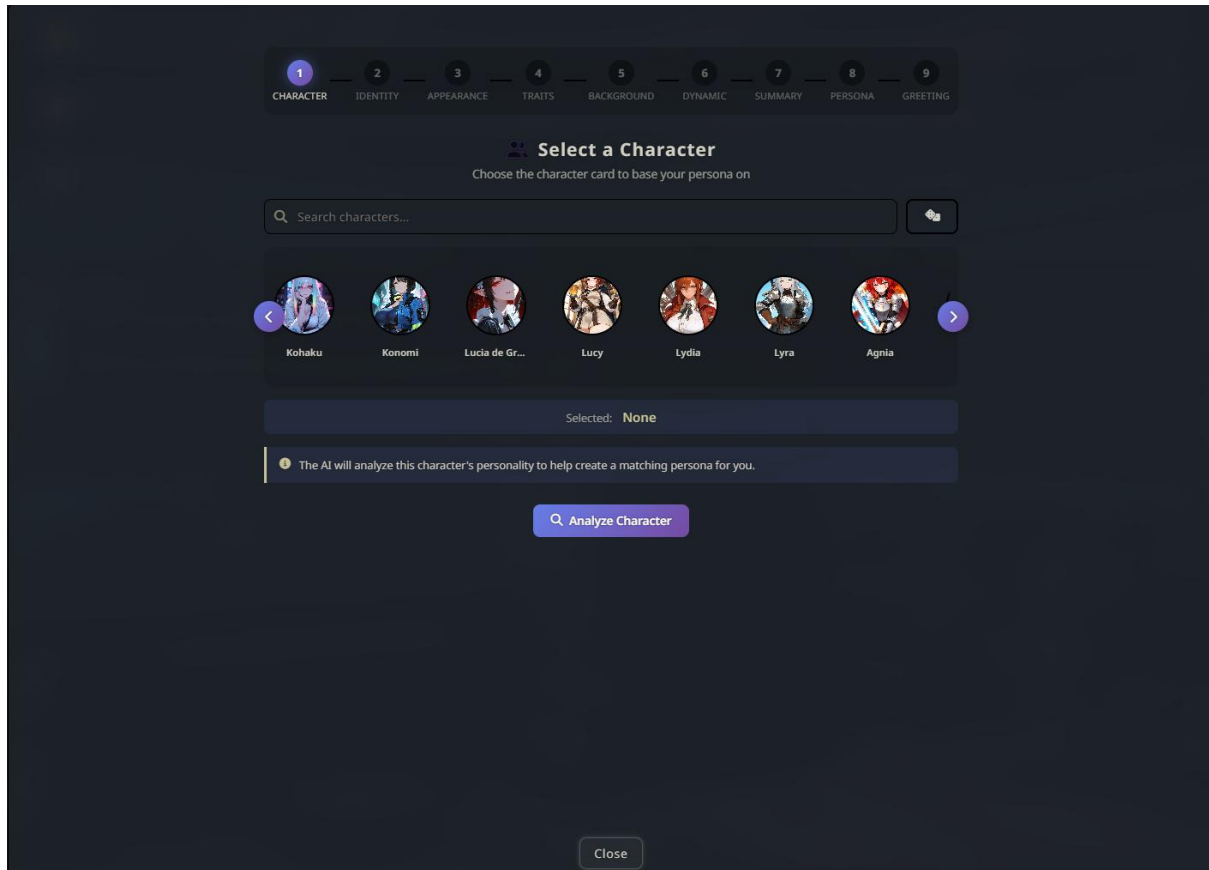 1 2 3 4 5 6 7 8 9
CHARACTER IDENTITY APPEARANCE TRAITS BACKGROUND DYNAMIC SUMMARY PERSONA GREETING
Select a Character
Choose the character card to base your persona on
Search characters...
Kohaku Konomi Lucia de Gr... Lucy Lydia Lyra Agnia
Selected: None
The AI will analyze this character's personality to help create a matching persona for you.
Analyze Character
Close